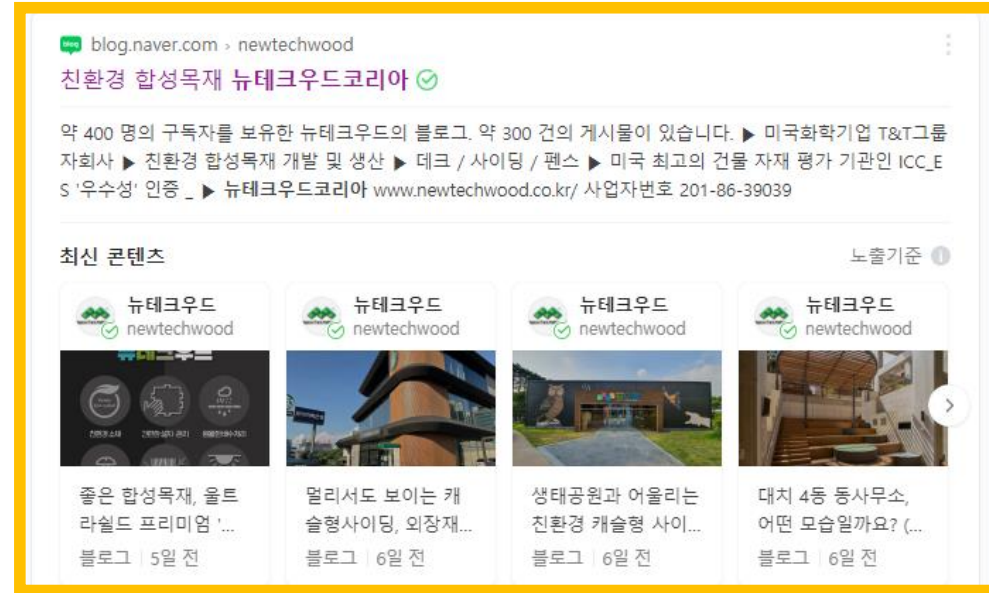 blog.naver.com › newtechwood
친환경 합성목재 뉴테크우드코리아
약 400 명의 구독자를 보유한 뉴테크우드의 블로그. 약 300 건의 게시물이 있습니다. ▶ 미국화학기업 T&T그룹
자회사 ▶ 친환경 합성목재 개발 및 생산 ▶ 데크 / 사이딩 / 펜스 ▶ 미국 최고의 건물 자재 평가 기관인 ICC_E
S '우수성' 인증 _ ▶ 뉴테크우드코리아 www.newtechwood.co.kr/ 사업자번호 201-86-39039
최신 콘텐츠
노출기준
뉴테크우드
newtechwood
뉴테크우드
친환경 소재
좋은 합성목재, 울트
라쉴드 프리미엄 '...
블로그 | 5일 전
뉴테크우드
newtechwood
멀리서도 보이는 캐
슬형사이딩, 외장재...
블로그 | 6일 전
뉴테크우드
newtechwood
생태공원과 어울리는
친환경 캐슬형 사이...
블로그 | 6일 전
뉴테크우드
newtechwood
대치 4동 동사무소,
어떤 모습일까요? (...
블로그 | 6일 전